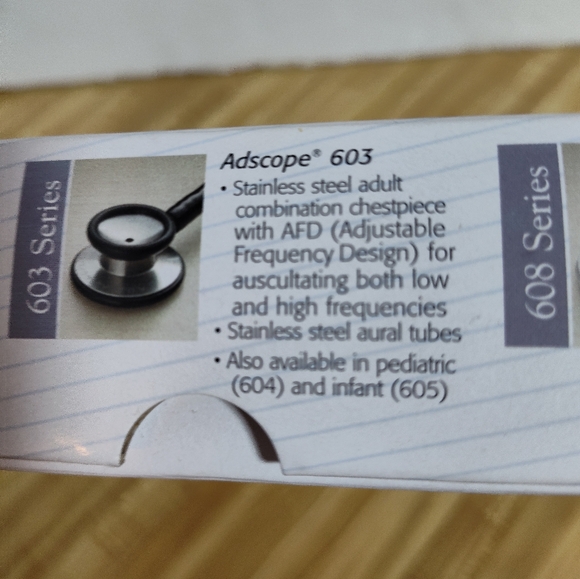 603 Series
Adscope® 603
• Stainless steel adult
combination chestpiece
with AFD (Adjustable
Frequency Design) for
auscultating both low
and high frequencies
• Stainless steel aural tubes
• Also available in pediatric
(604) and infant (605)
608 Series